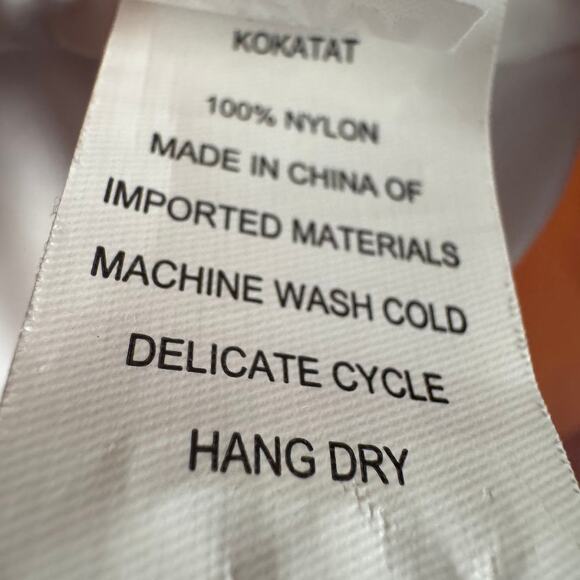 KOKATAT
100% NYLON
MADE IN CHINA OF
IMPORTED MATERIALS
MACHINE WASH COLD
DELICATE CYCLE
HANG DRY